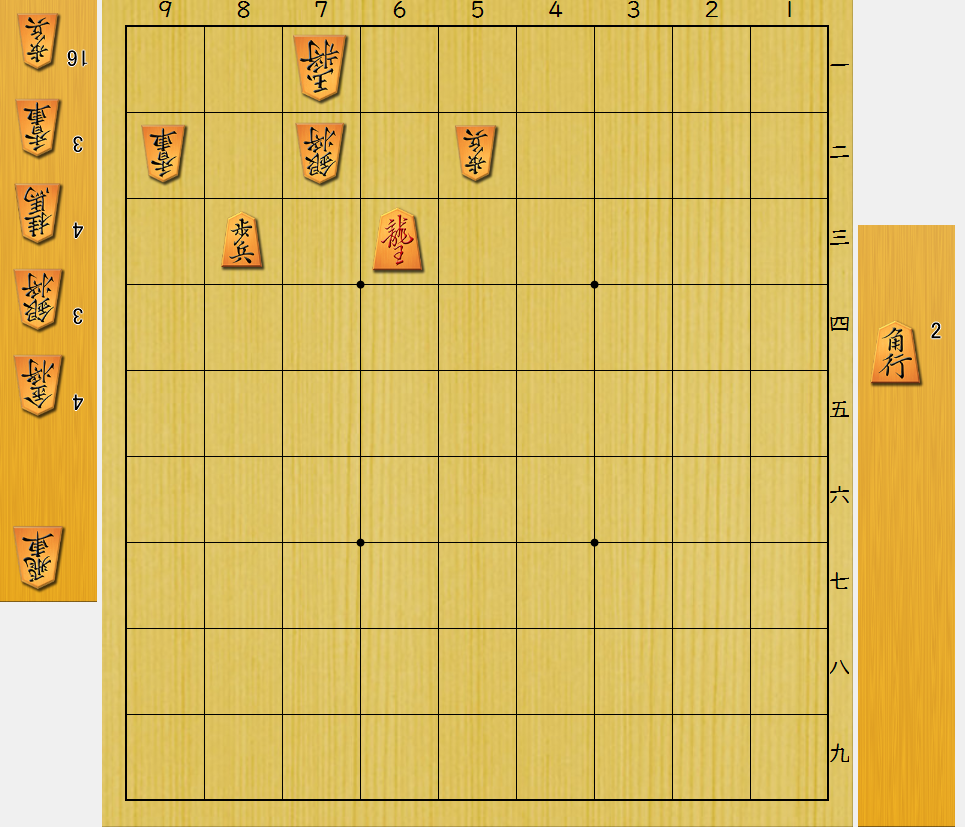 9 8 7 6 5 4 3 2 1
一
二
三
四
五
六
七
八
九
玉将
香車 銀将 歩兵
歩兵 龍王
歩兵 16
香車 3
桂馬 4
銀将 3
金将 4
飛車
角行 2